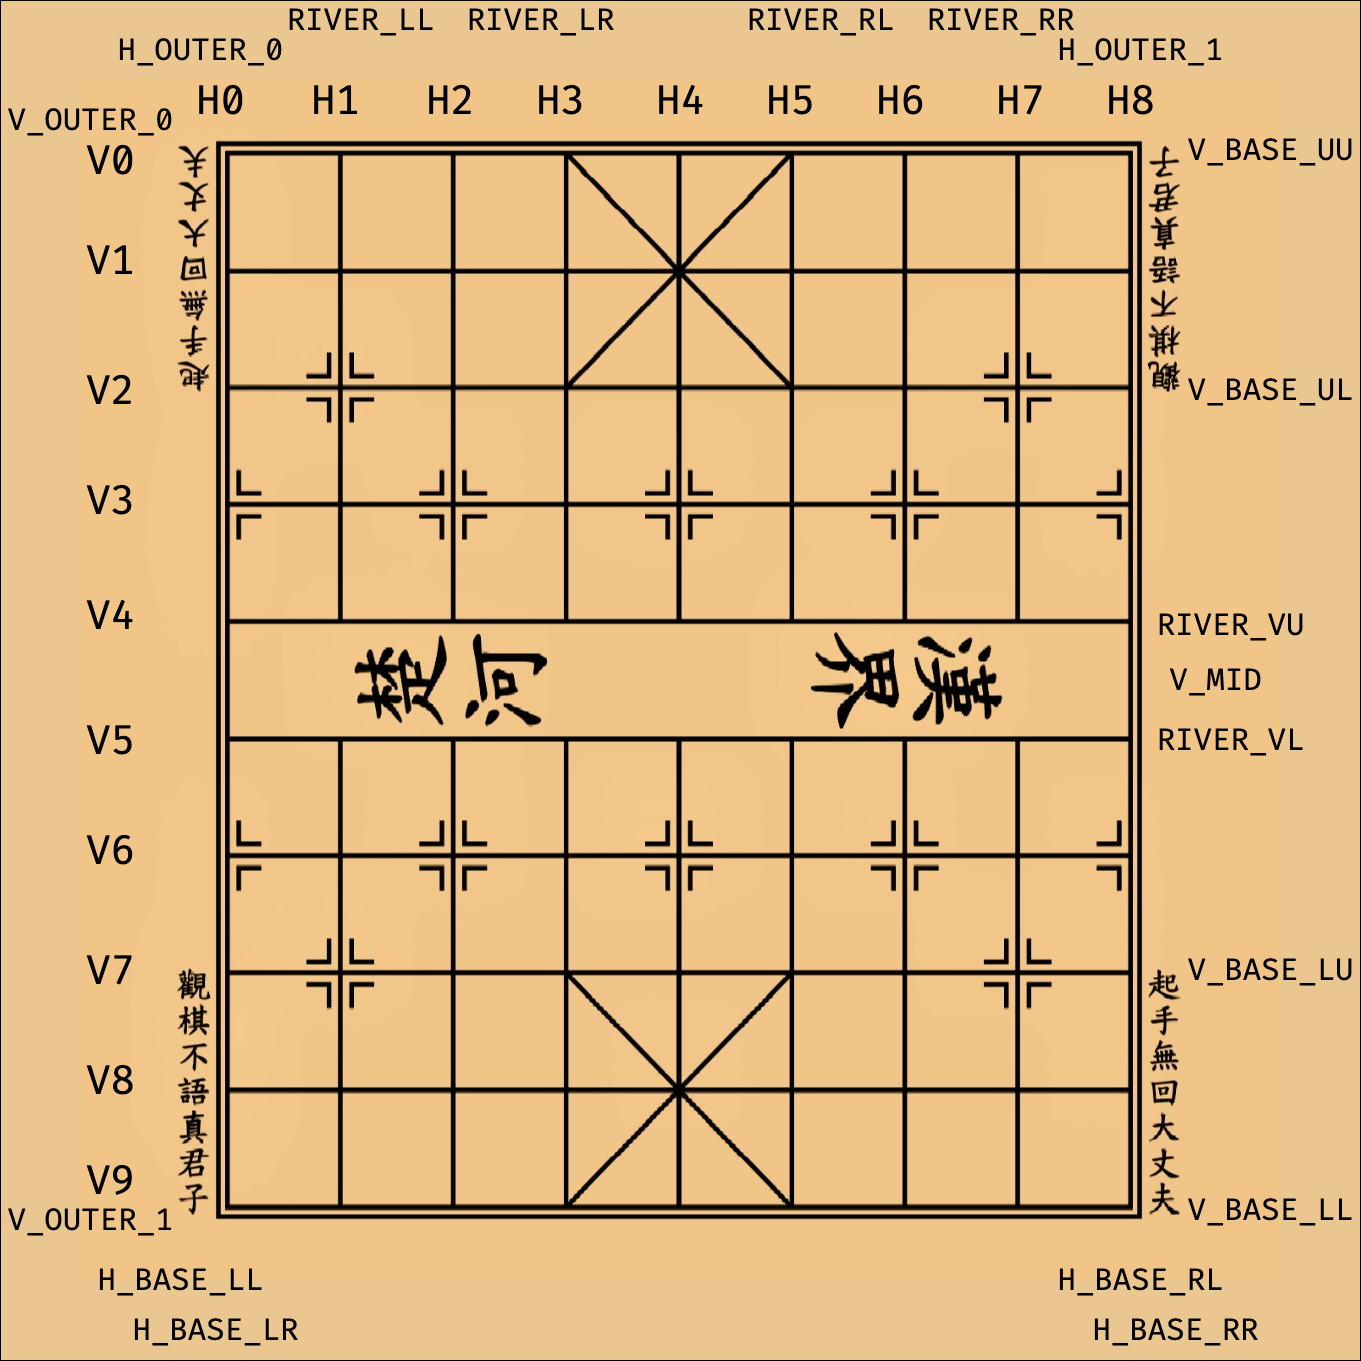 RIVER_LL RIVER_LR RIVER_RL RIVER_RR
H_OUTER_0 H_OUTER_1
H0 H1 H2 H3 H4 H5 H6 H7 H8
V_OUTER_0
V0
V_BASE_UU
V1
V2
V_BASE_UL
起手無回大丈夫
觀棋不語真君子
V3
V4
RIVER_VU
楚河 漢界
V_MID
V5
RIVER_VL
V6
V7
V_BASE_LU
觀棋不語真君子
起手無回大丈夫
V8
V9
V_OUTER_1
V_BASE_LL
H_BASE_LL H_BASE_RL
H_BASE_LR H_BASE_RR